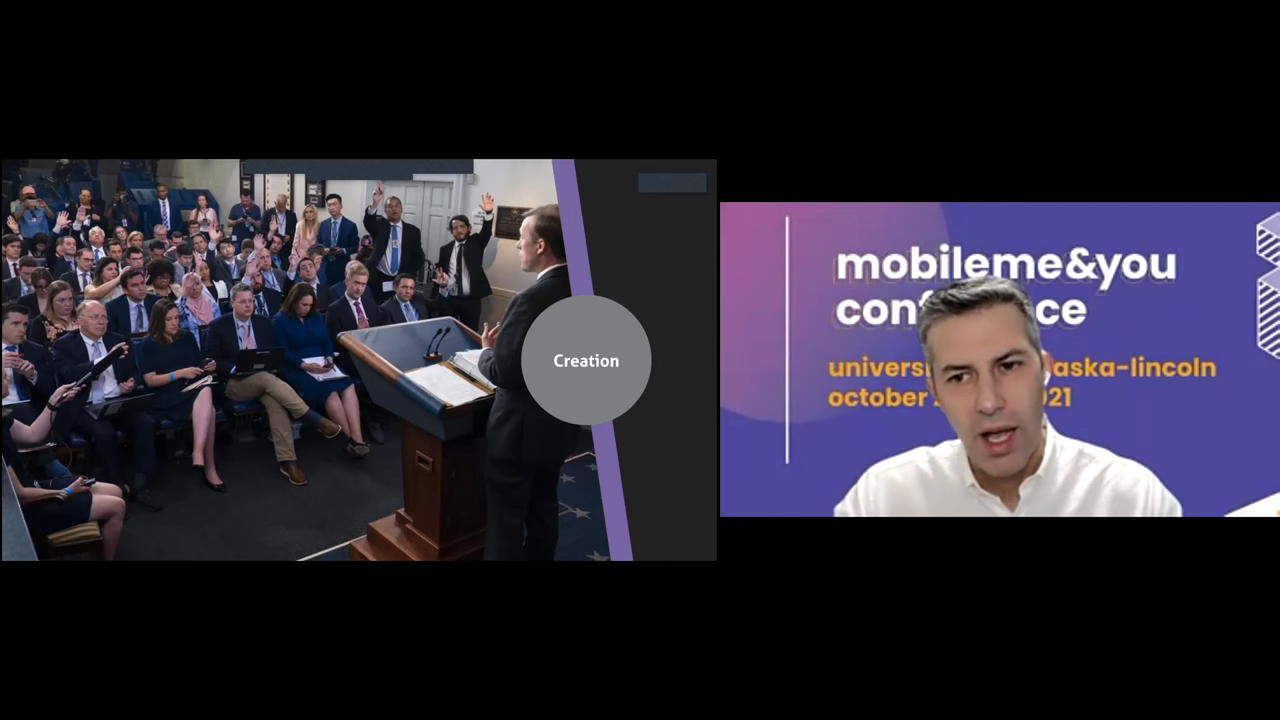 Creation
mobileme&you
conf ce
univers aska-lincoln
october 21